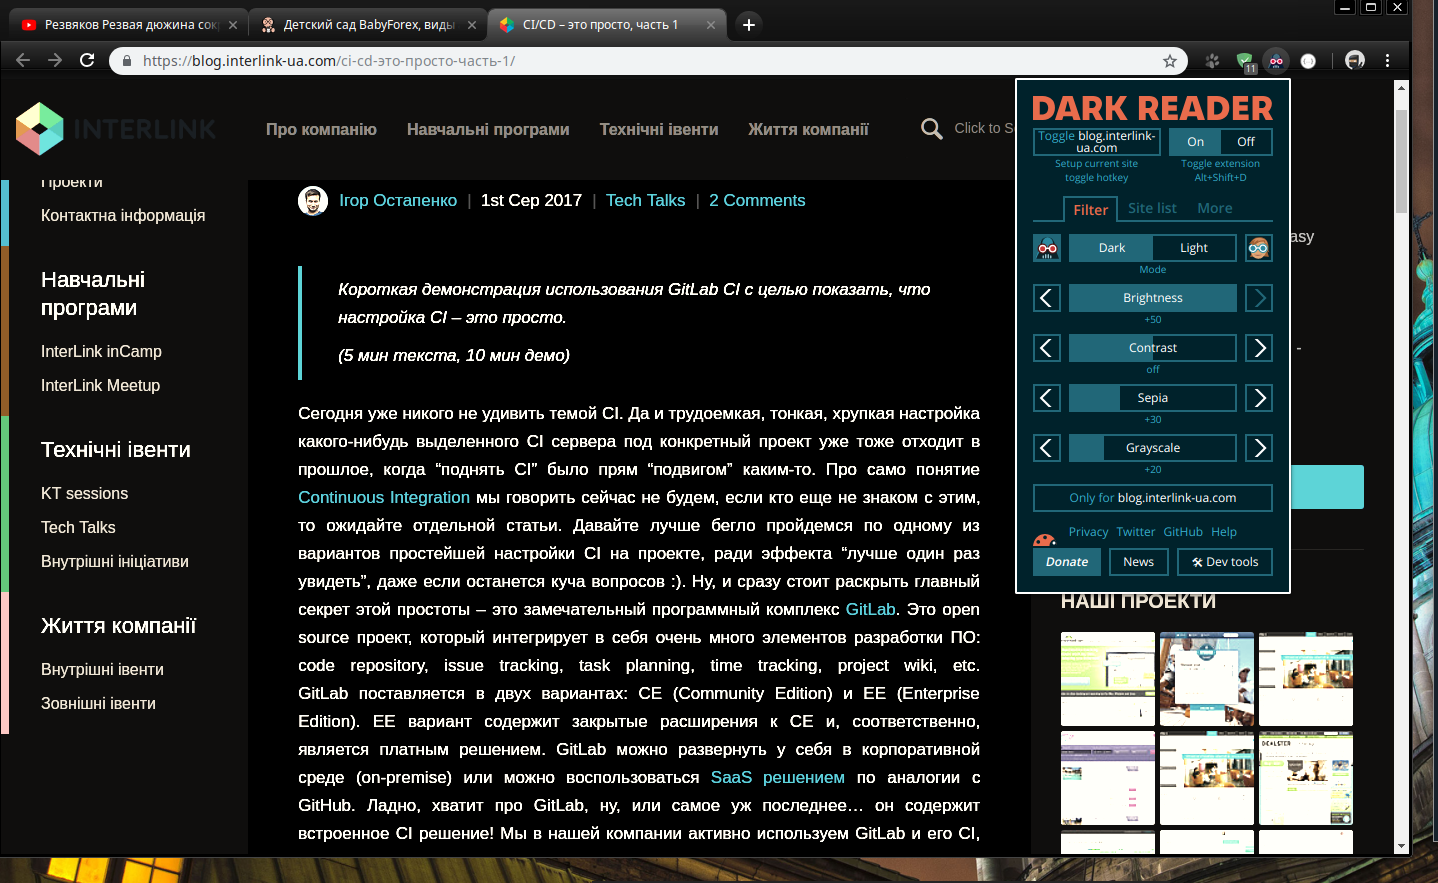 Резвяков Резвая дюжина сок
Детский сад BabyForex, виды
CI/CD – это просто, часть 1
https://blog.interlink-ua.com/ci-cd-это-просто-часть-1/
11
INTERLINK
Про компанію
Навчальні програми
Технічні івенти
Життя компанії
Click to S
Проекти
Контактна інформація
Навчальні
програми
InterLink inCamp
InterLink Meetup
Технічні івенти
KT sessions
Tech Talks
Внутрішні ініціативи
Життя компанії
Внутрішні івенти
Зовнішні івенти
Ігор Остапенко | 1st Сер 2017 | Tech Talks | 2 Comments
Короткая демонстрация использования GitLab CI с целью показать, что
настройка CI – это просто.
(5 мин текста, 10 мин демо)
Сегодня уже никого не удивить темой CI. Да и трудоемкая, тонкая, хрупкая настройка
какого-нибудь выделенного CI сервера под конкретный проект уже тоже отходит в
прошлое, когда “поднять CI” было прям “подвигом” каким-то. Про само понятие
Continuous Integration мы говорить сейчас не будем, если кто еще не знаком с этим,
то ожидайте отдельной статьи. Давайте лучше бегло пройдемся по одному из
вариантов простейшей настройки CI на проекте, ради эффекта “лучше один раз
увидеть”, даже если останется куча вопросов :). Ну, и сразу стоит раскрыть главный
секрет этой простоты – это замечательный программный комплекс GitLab. Это open
source проект, который интегрирует в себя очень много элементов разработки ПО:
code repository, issue tracking, task planning, time tracking, project wiki, etc.
GitLab поставляется в двух вариантах: CE (Community Edition) и EE (Enterprise
Edition). EE вариант содержит закрытые расширения к CE и, соответственно,
является платным решением. GitLab можно развернуть у себя в корпоративной
среде (on-premise) или можно воспользоваться SaaS решением по аналогии с
GitHub. Ладно, хватит про GitLab, ну, или самое уж последнее… он содержит
встроенное CI решение! Мы в нашей компании активно используем GitLab и его CI,
DARK READER
Toggle blog.interlink-
ua.com
On
Off
Setup current site
toggle hotkey
Toggle extension
Alt+Shift+D
Filter
Site list
More
Dark
Light
Mode
Brightness
+50
Contrast
off
Sepia
+30
Grayscale
+20
Only for blog.interlink-ua.com
Privacy
Twitter
GitHub
Help
Donate
News
Dev tools
asy
-
НАШІ ПРОЕКТИ